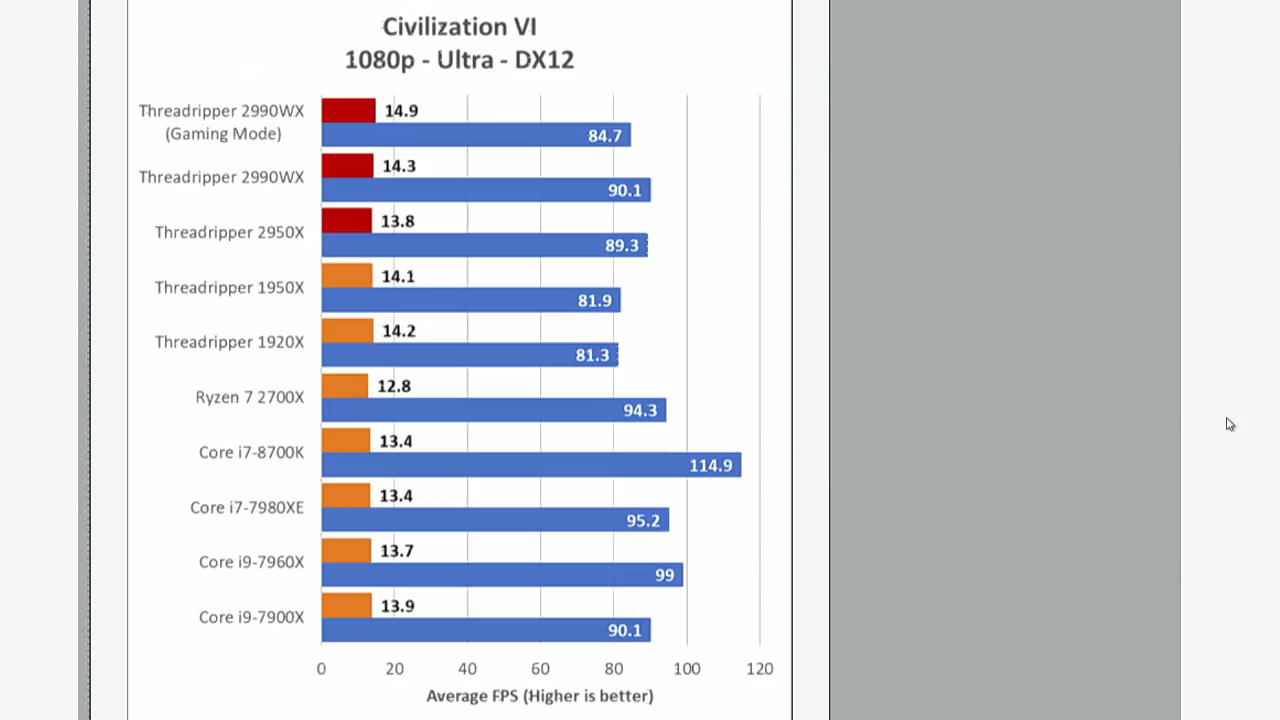 Civilization VI
1080p - Ultra - DX12
Threadripper 2990WX
(Gaming Mode)
14.9
84.7
Threadripper 2990WX
14.3
90.1
Threadripper 2950X
13.8
89.3
Threadripper 1950X
14.1
81.9
Threadripper 1920X
14.2
81.3
Ryzen 7 2700X
12.8
94.3
Core i7-8700K
13.4
114.9
Core i7-7980XE
13.4
95.2
Core i9-7960X
13.7
99
Core i9-7900X
13.9
90.1
0 20 40 60 80 100 120
Average FPS (Higher is better)